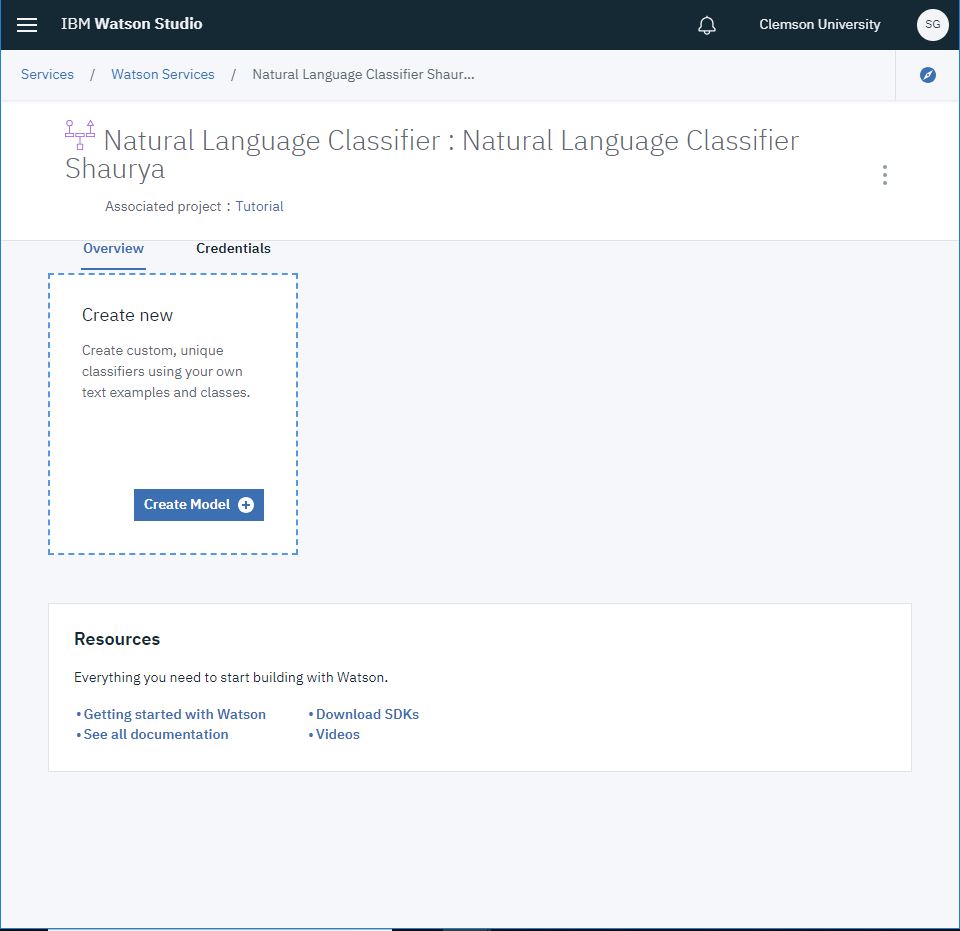 IBM Watson Studio
Clemson University
SG
Services / Watson Services / Natural Language Classifier Shaur...
Natural Language Classifier : Natural Language Classifier
Shaurya
Associated project : Tutorial
Overview
Credentials
Create new
Create custom, unique
classifiers using your own
text examples and classes.
Create Model
Resources
Everything you need to start building with Watson.
• Getting started with Watson
• Download SDKs
• See all documentation
• Videos